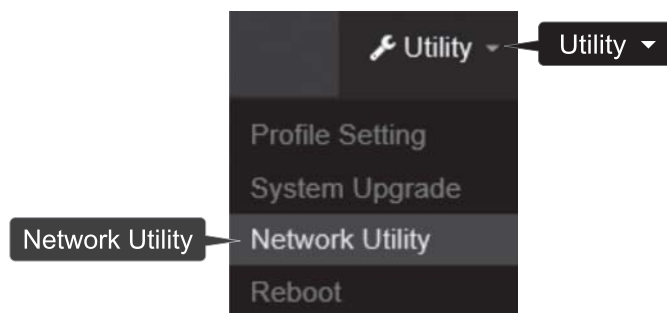 Utility
Utility
Profile Setting
System Upgrade
Network Utility
Network Utility
Reboot